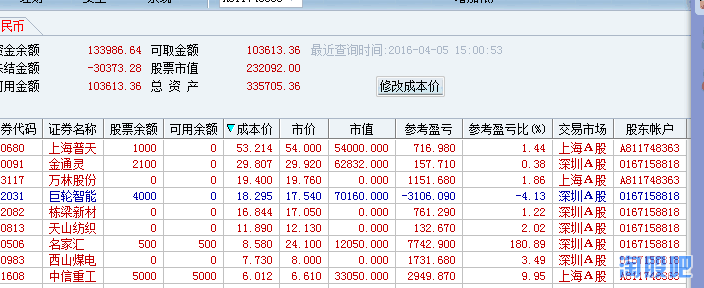 民币
资金余额 133986.64 可取金额 103613.36 最近查询时间:2016-04-05 15:00:53
未结金额 -30373.28 股票市值 232092.00
可用金额 103613.36 总 资 产 335705.36 修改成本价
券代码 证券名称 股票余额 可用余额 成本价 市价 市值 参考盈亏 参考盈亏比(%) 交易市场 股东帐户
0680 上海普天 1000 0 53.214 54.000 54000.000 716.980 1.44 上海A股 A811748363
0091 金通灵 2100 0 29.807 29.920 62832.000 157.710 0.38 深圳A股 0167158818
3117 万林股份 0 0 19.400 19.760 0 1151.680 1.86 上海A股 A811748363
2031 巨轮智能 4000 0 18.295 17.540 70160.000 -3106.090 -4.13 深圳A股 0167158818
2082 栋梁新材 0 0 16.844 17.050 0 761.290 1.22 深圳A股 0167158818
0813 天山纺织 0 0 11.890 12.130 0 132.670 2.02 深圳A股 0167158818
0506 名家汇 500 500 8.580 24.100 12050.000 7742.900 180.89 深圳A股 0167158818
0983 西山煤电 0 0 7.730 8.000 0 1731.680 3.49 深圳A股 0167158818
1608 中信重工 5000 5000 6.012 6.610 33050.000 2949.870 9.95 上海A股 A811748363
淘股吧